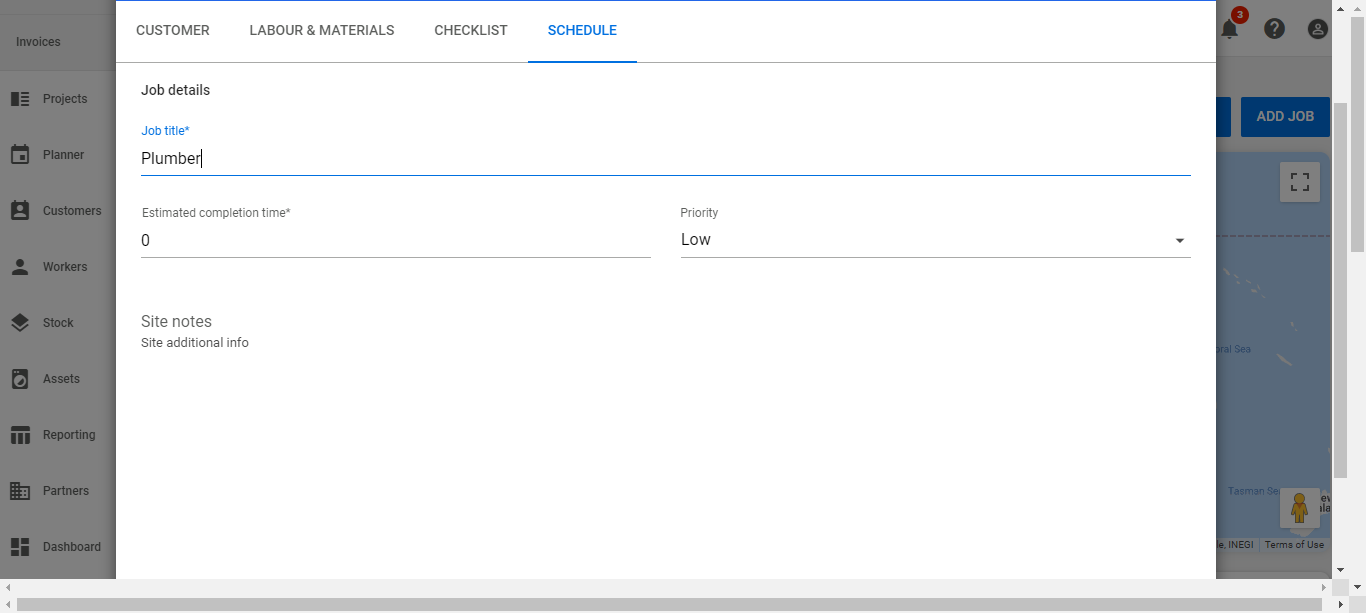 CUSTOMER
LABOUR & MATERIALS
CHECKLIST
SCHEDULE
3
Invoices
Projects
Planner
Customers
Workers
Stock
Assets
Reporting
Partners
Dashboard
Job details
Job title*
Plumber
Estimated completion time*
0
Priority
Low
Site notes
Site additional info
ADD JOB
oral Sea
Tasman Se
INEGI
Terms of Use